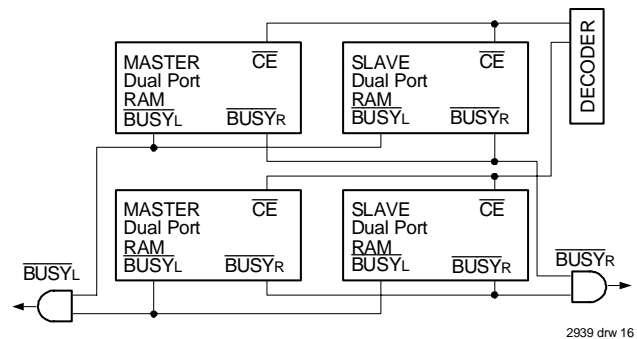 MASTER
Dual Port
RAM
CE
BUSYL
BUSYR
SLAVE
Dual Port
RAM
CE
BUSYL
BUSYR
DECODER
MASTER
Dual Port
RAM
CE
BUSYL
BUSYR
SLAVE
Dual Port
RAM
CE
BUSYL
BUSYR
BUSYL
BUSYR
2939 drw 16